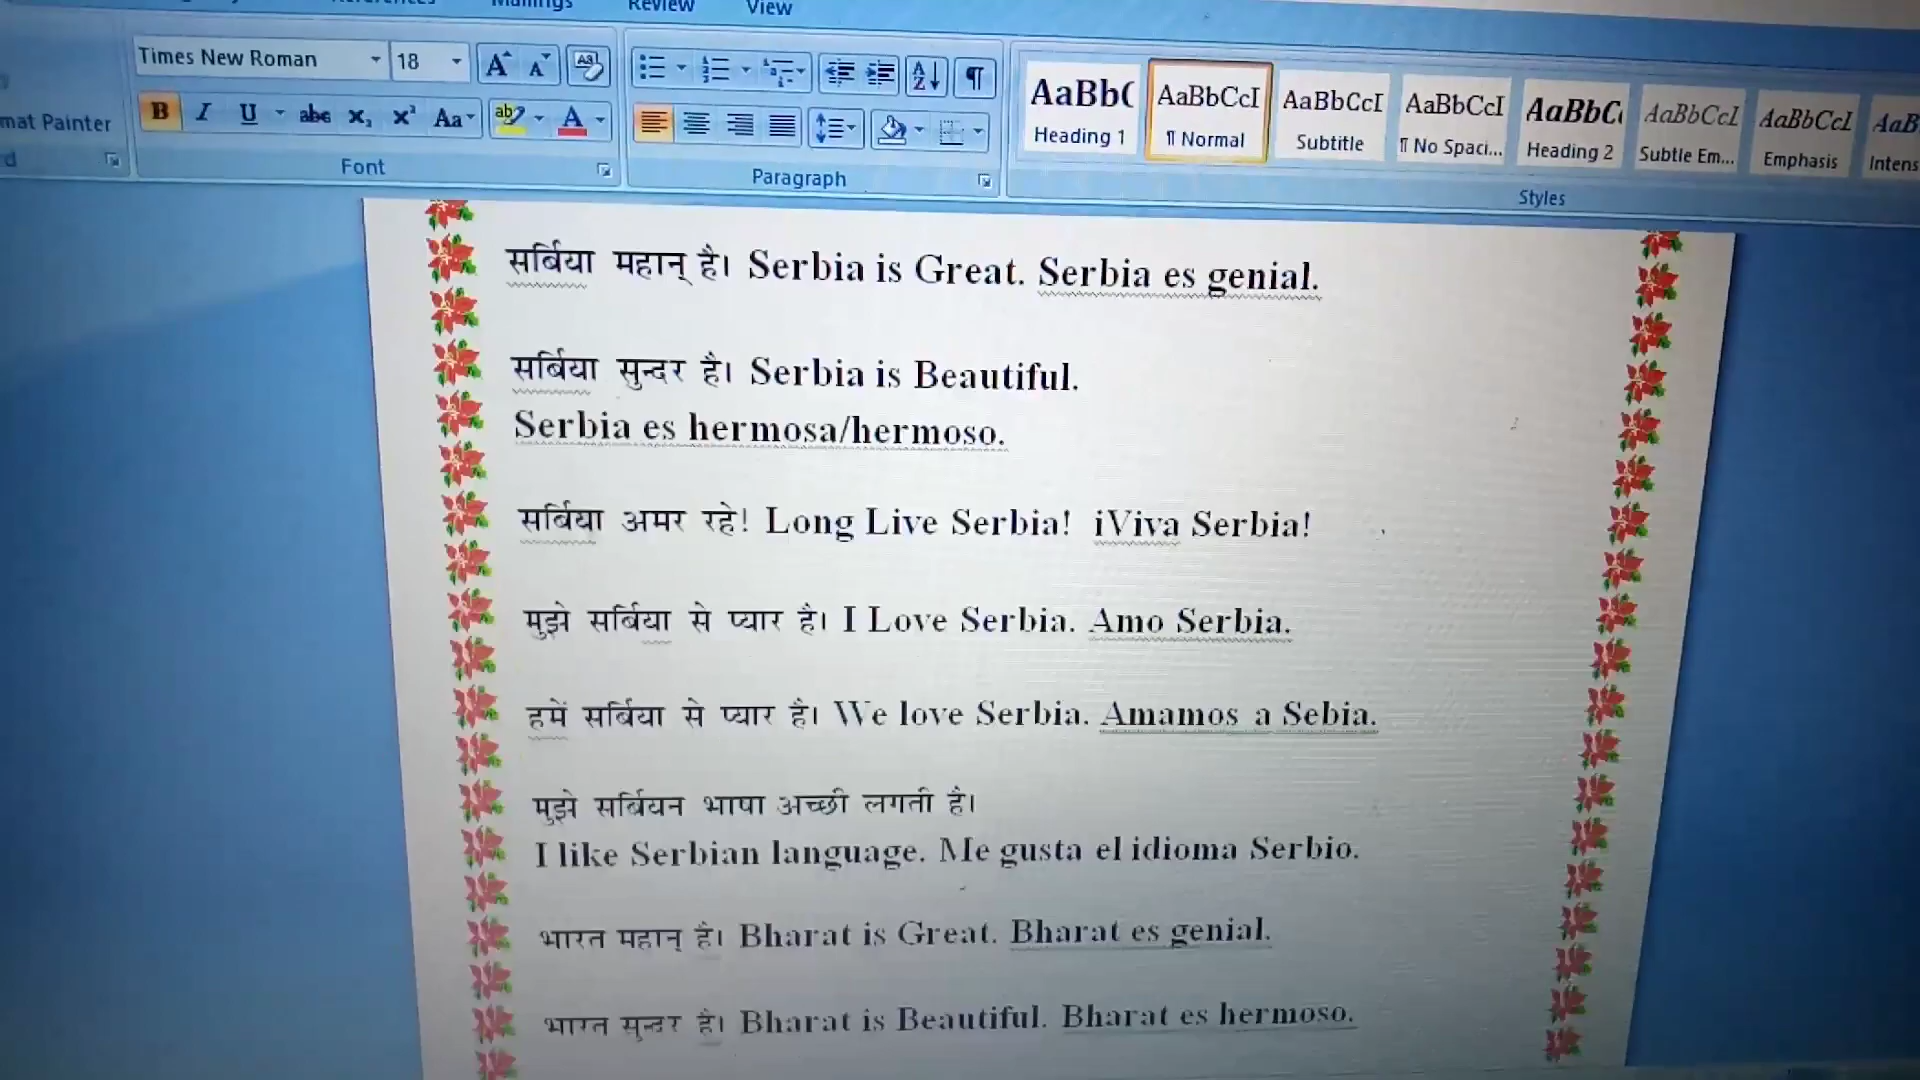 Mailings Review View
Times New Roman 18
mat Painter
Font
Paragraph
AaBbC AaBbCcI AaBbCcI AaBbCcI AaBbCc AaBbCcI AaBbCcI AaB
Heading 1 ¶ Normal Subtitle ¶ No Spaci... Heading 2 Subtle Em... Emphasis Intens
Styles
सर्बिया महान् है। Serbia is Great. Serbia es genial.
सर्बिया सुन्दर है। Serbia is Beautiful.
Serbia es hermosa/hermoso.
सर्बिया अमर रहे! Long Live Serbia! iViva Serbia!
मुझे सर्बिया से प्यार है। I Love Serbia. Amo Serbia.
हमें सर्बिया से प्यार है। We love Serbia. Amamos a Sebia.
मुझे सर्बियन भाषा अच्छी लगती है।
I like Serbian language. Me gusta el idioma Serbio.
भारत महान् है। Bharat is Great. Bharat es genial.
भारत सुन्दर है। Bharat is Beautiful. Bharat es hermoso.